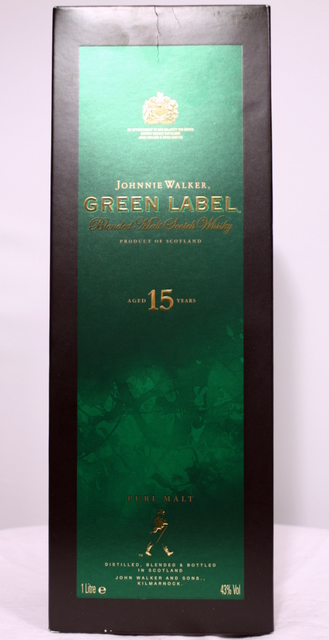 JOHNNIE WALKER
GREEN LABEL
Blended Malt Scotch Whisky
PRODUCT OF SCOTLAND
AGED 15 YEARS
PURE MALT
DISTILLED, BLENDED & BOTTLED
IN SCOTLAND
JOHN WALKER AND SONS.,
KILMARNOCK.
1 Litre e 43% Vol